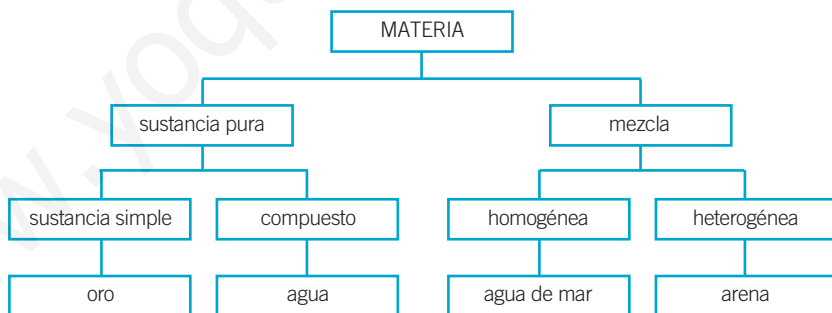 MATERIA
sustancia pura mezcla
sustancia simple compuesto homogénea heterogénea
oro agua agua de mar arena